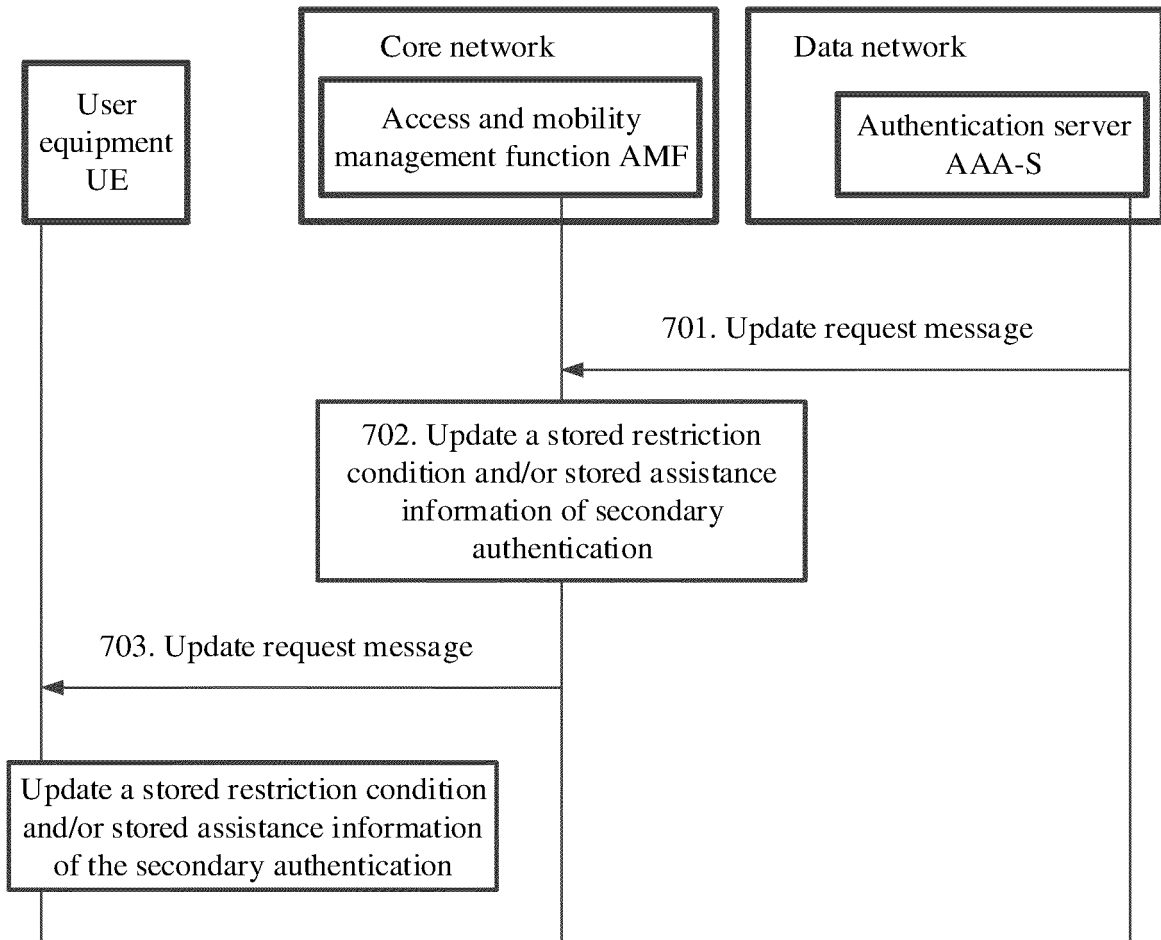 Core network
Data network
User
equipment
UE
Access and mobility
management function AMF
Authentication server
AAA-S
701. Update request message
702. Update a stored restriction
condition and/or stored assistance
information of secondary
authentication
703. Update request message
Update a stored restriction condition
and/or stored assistance information
of the secondary authentication